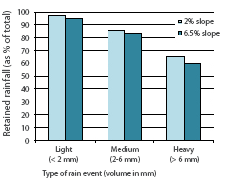 Retained rainfall (as % of total)
100
90
80
70
60
50
40
30
20
10
0
2% slope
6.5% slope
Light
(< 2 mm)
Medium
(2-6 mm)
Heavy
(> 6 mm)
Type of rain event (volume in mm)